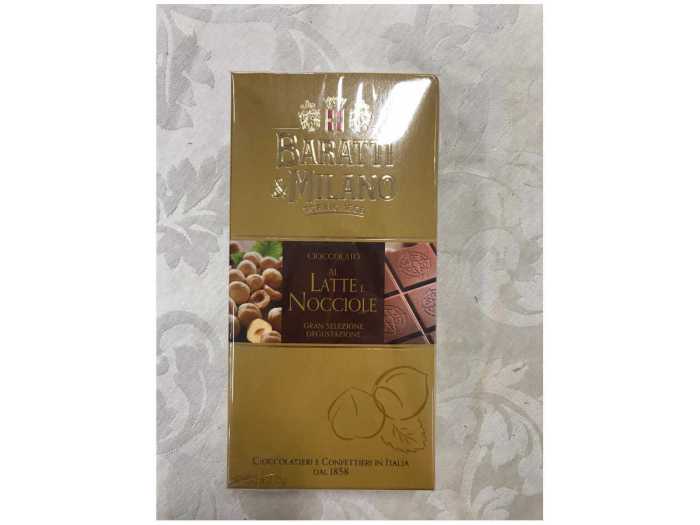 BARATTI
& MILANO
CIOCCOLATO
AL
LATTE E
NOCCIOLE
GRAN SELEZIONE
DEGUSTAZIONE
CIOCCOLATIERI E CONFETTIERI IN ITALIA
DAL 1858